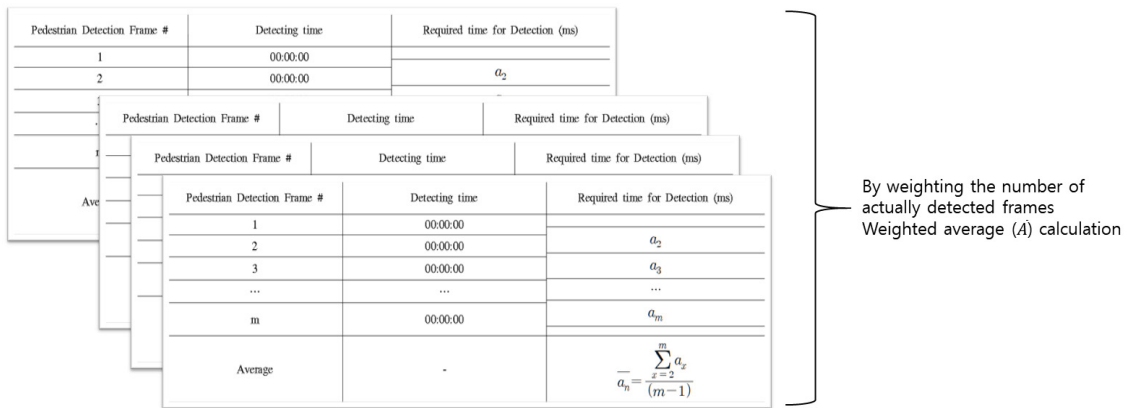 Pedestrian Detection Frame # Detecting time Required time for Detection (ms)
1 00:00:00
2 00:00:00 a₂
Ave
Pedestrian Detection Frame # Detecting time Required time for Detection (ms)
Pedestrian Detection Frame # Detecting time Required time for Detection (ms)
Pedestrian Detection Frame # Detecting time Required time for Detection (ms)
1 00:00:00
2 00:00:00 a₂
3 00:00:00 a₃
... ... ...
m 00:00:00 aₘ
Average - a̅ₙ = ∑ₓ₌₂ᵐ aₓ / (m−1)
By weighting the number of
actually detected frames
Weighted average (Ȧ) calculation